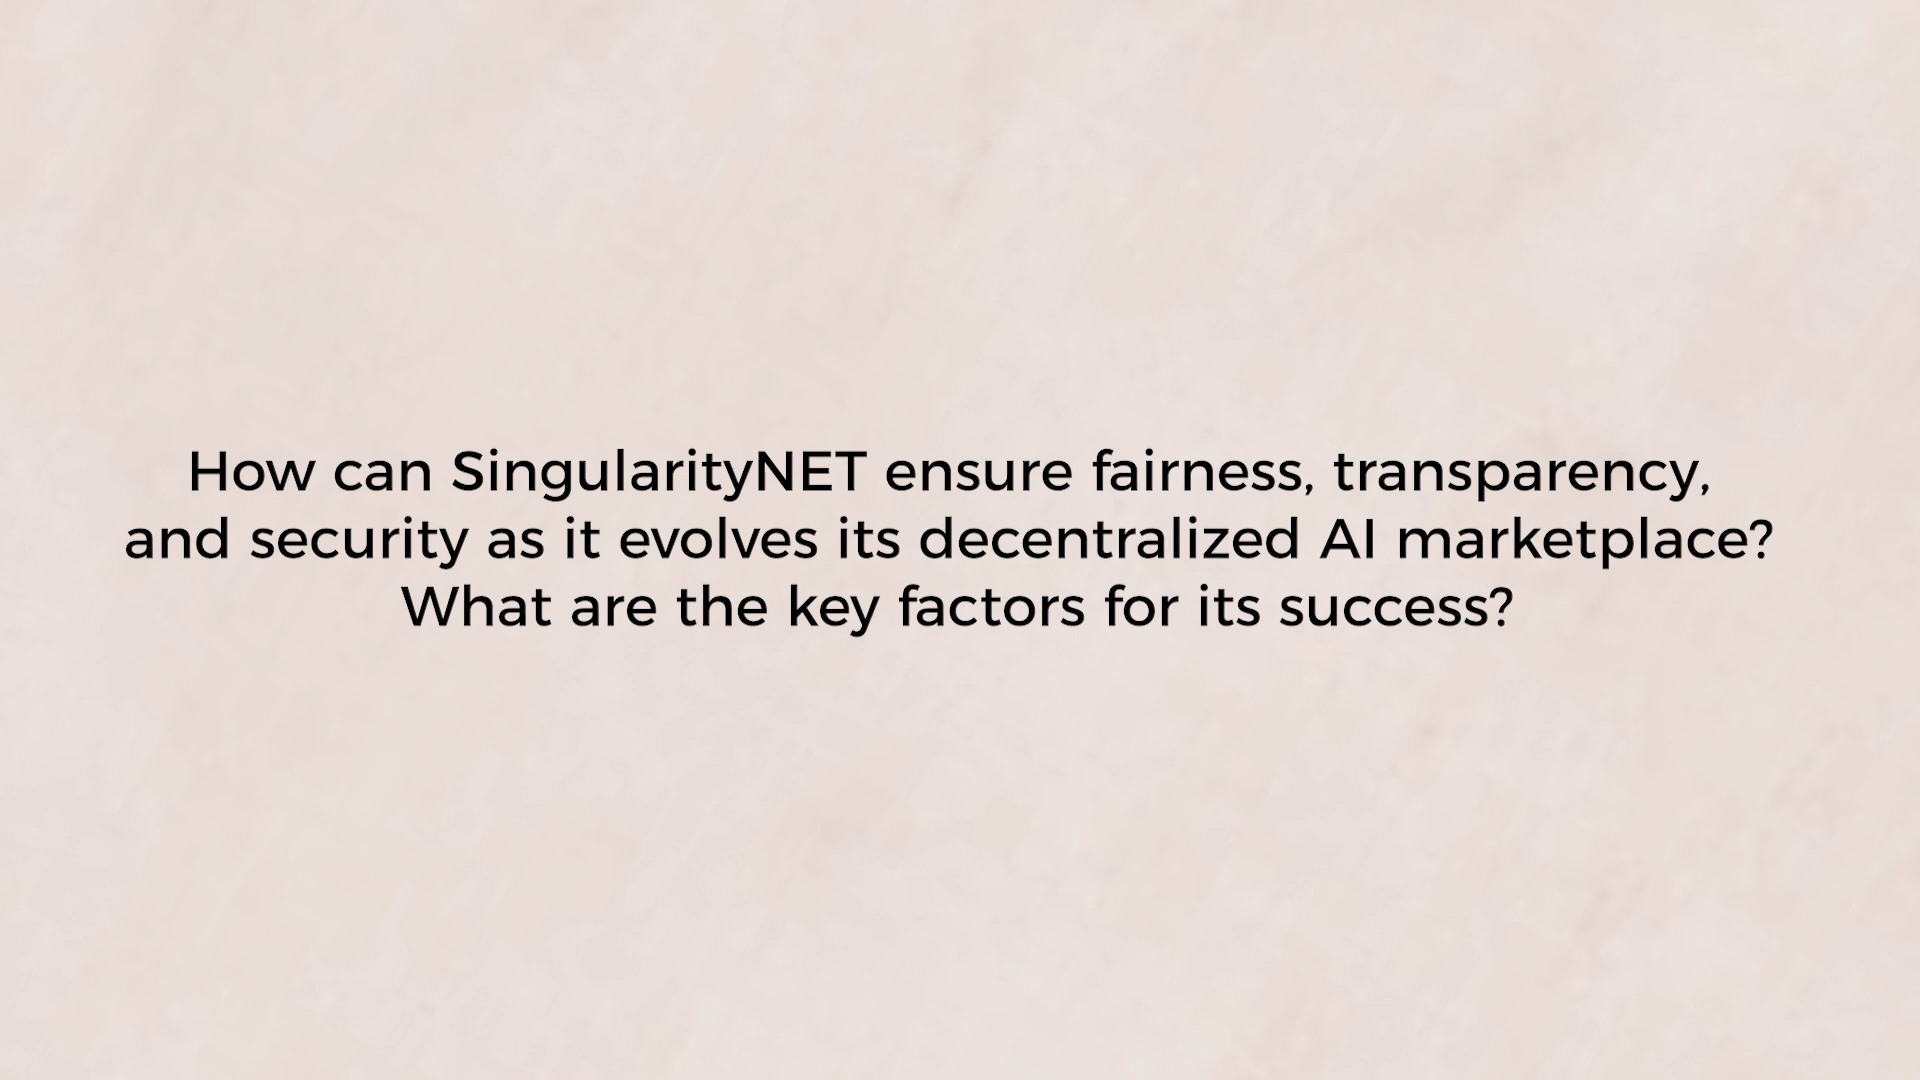 How can SingularityNET ensure fairness, transparency,
and security as it evolves its decentralized AI marketplace?
What are the key factors for its success?